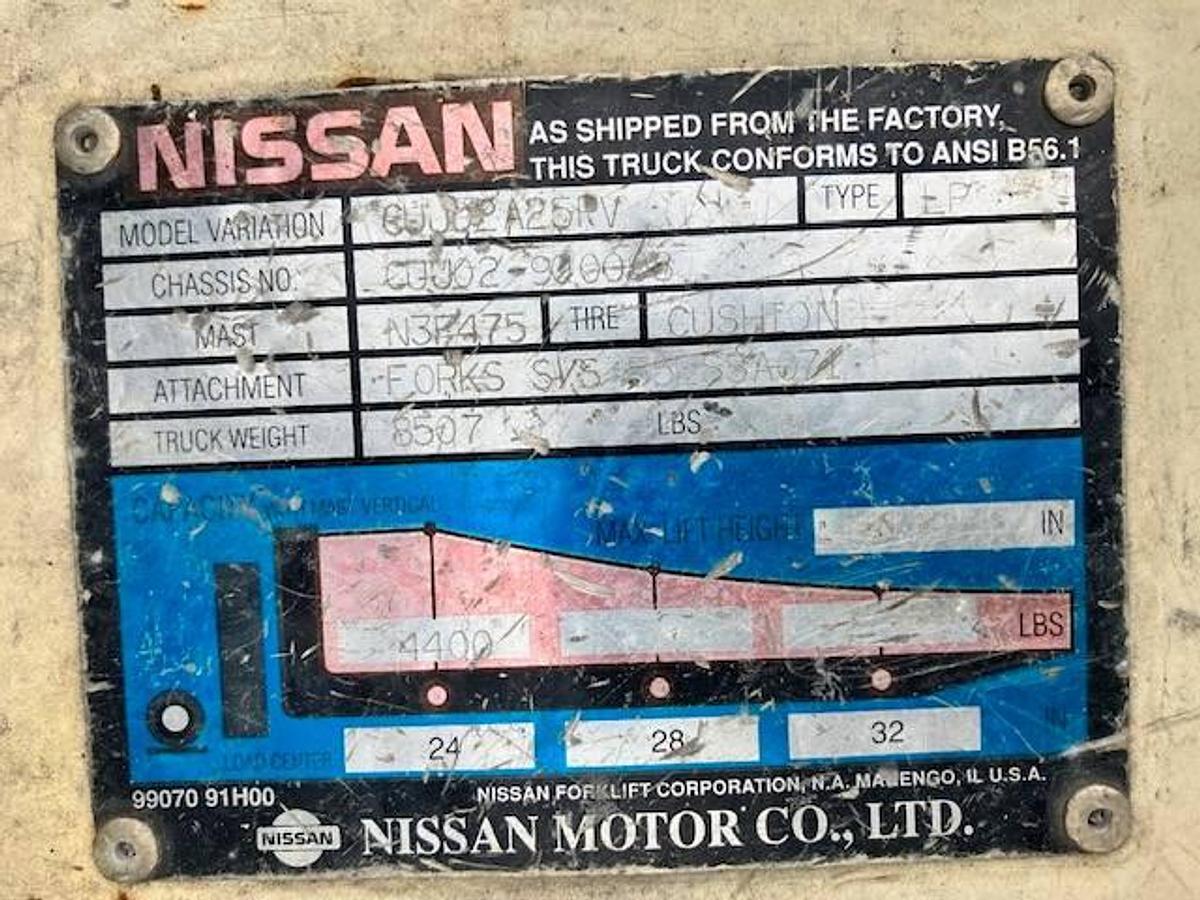 NISSAN
AS SHIPPED FROM THE FACTORY,
THIS TRUCK CONFORMS TO ANSI B56.1
MODEL VARIATION TYPE LP
CHASSIS NO.
MAST TIRE CUSHION
ATTACHMENT FORKS
TRUCK WEIGHT 8507 LBS
CAPACITY VERTICAL
MAX LIFT HEIGHT IN
4400 LBS
LOAD CENTER 24 28 32 IN
99070 91H00
NISSAN FORKLIFT CORPORATION, N.A. MARENGO, IL U.S.A.
NISSAN NISSAN MOTOR CO., LTD.